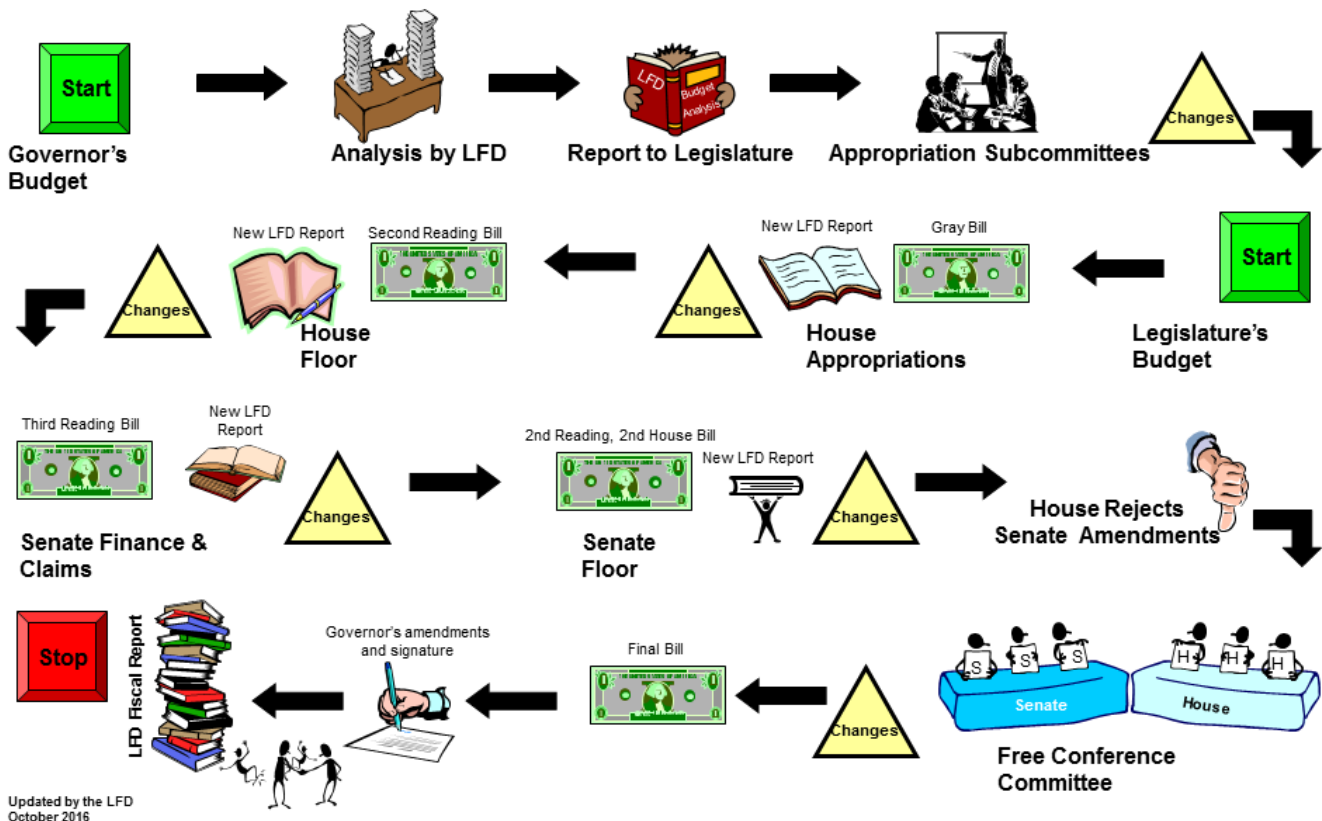 Start
Governor's
Budget
Analysis by LFD
LFD
Budget
Analysis
Report to Legislature
Appropriation Subcommittees
Changes
Start
Legislature's
Budget
Gray Bill
New LFD Report
House
Appropriations
Changes
Second Reading Bill
New LFD Report
House
Floor
Changes
Third Reading Bill
New LFD
Report
Senate Finance &
Claims
Changes
2nd Reading, 2nd House Bill
New LFD Report
Senate
Floor
Changes
House Rejects
Senate Amendments
S
S
S
H
H
H
Senate
House
Free Conference
Committee
Changes
Final Bill
Governor's amendments
and signature
LFD Fiscal Report
Stop
Updated by the LFD
October 2016